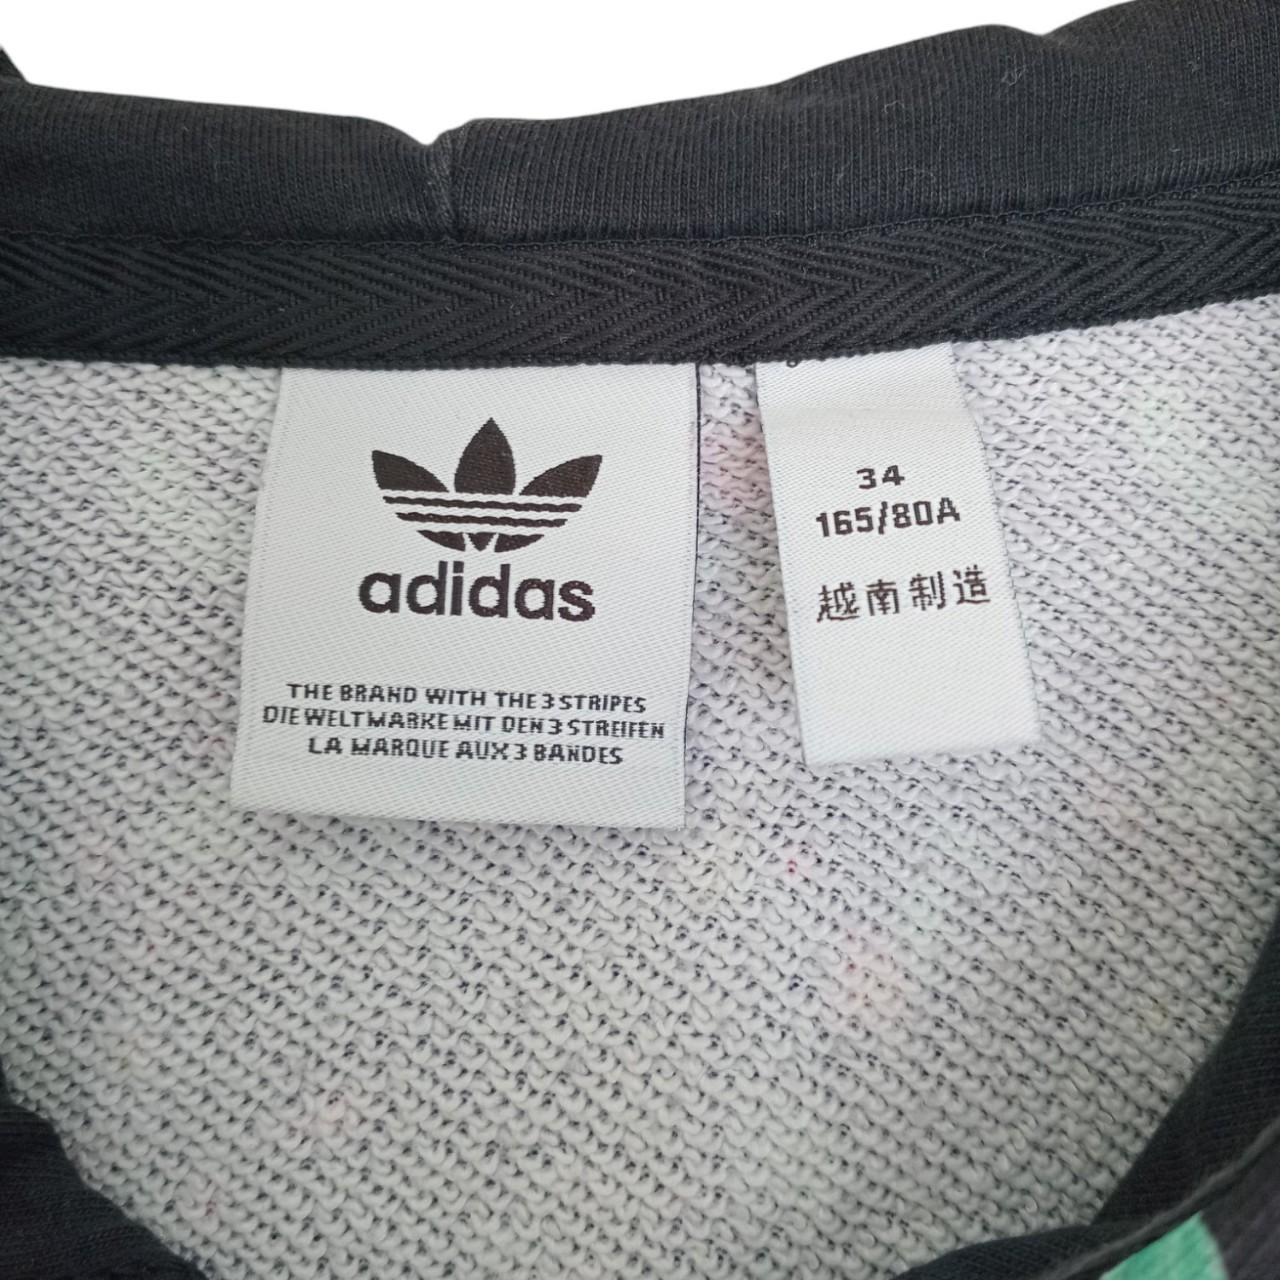 adidas
THE BRAND WITH THE 3 STRIPES
DIE WELTMARKE MIT DEN 3 STREIFEN
LA MARQUE AUX 3 BANDES
34
165/80A
越南制造